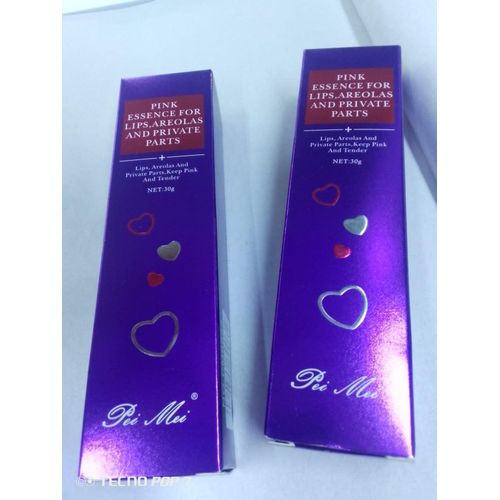 PINK
ESSENCE FOR
LIPS,AREOLAS
AND PRIVATE
PARTS
Lips, Areolas And
Private Parts,Keep Pink
And Tender
NET:30g
Pei Mei ®
PINK
ESSENCE FOR
LIPS,AREOLAS
AND PRIVATE
PARTS
Lips, Areolas And
Private Parts,Keep Pink
And Tender
NET:30g
Pei Mei
TECNO POP 7